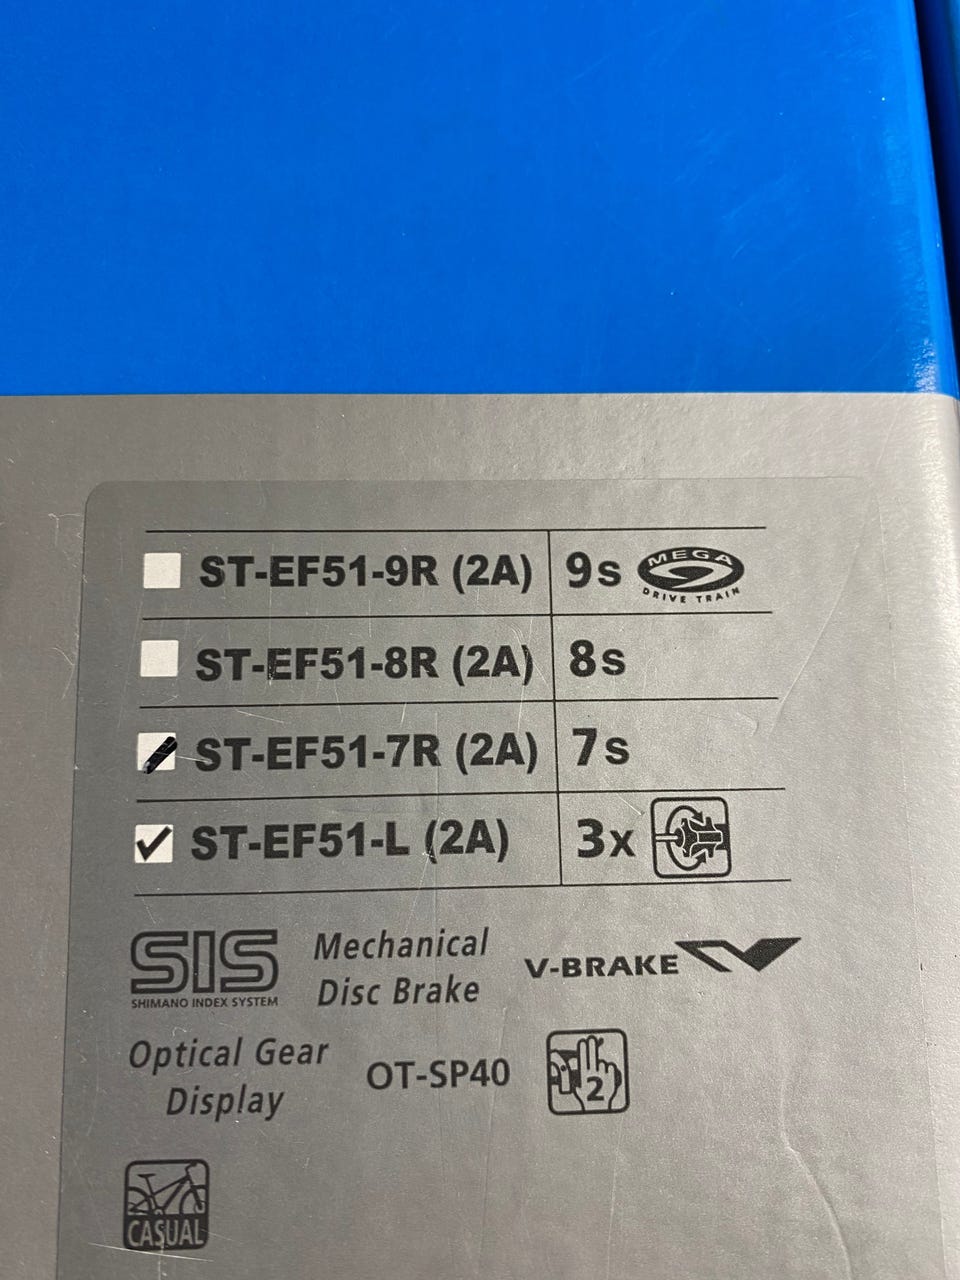 ST-EF51-9R (2A) 9s MEGA 9 DRIVE TRAIN
ST-EF51-8R (2A) 8s
ST-EF51-7R (2A) 7s
ST-EF51-L (2A) 3x
SIS Mechanical Disc Brake V-BRAKE
SHIMANO INDEX SYSTEM
Optical Gear Display OT-SP40 2
CASUAL